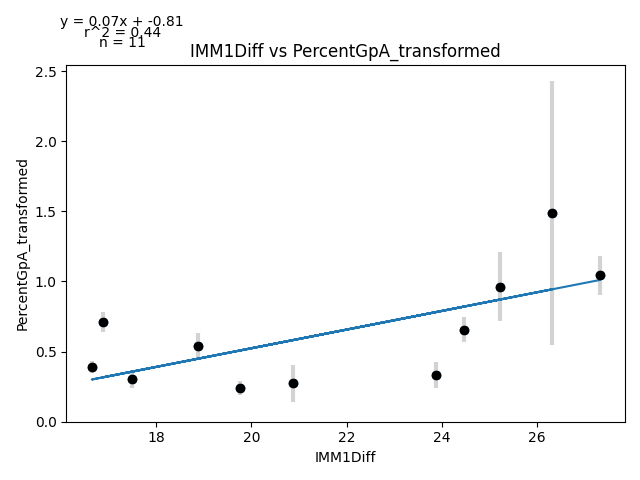 y = 0.07x + -0.81
r^2 = 0.44
n = 11
IMM1Diff vs PercentGpA_transformed
2.5
2.0
1.5
1.0
0.5
0.0
PercentGpA_transformed
18 20 22 24 26
IMM1Diff